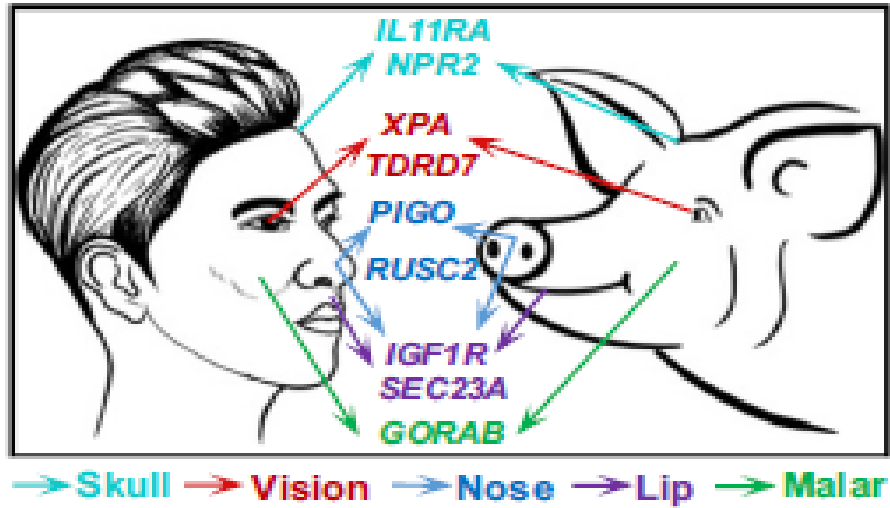 IL11RA
NPR2
XPA
TDRD7
PIGO
RUSC2
IGF1R
SEC23A
GORAB
Skull Vision Nose Lip Malar